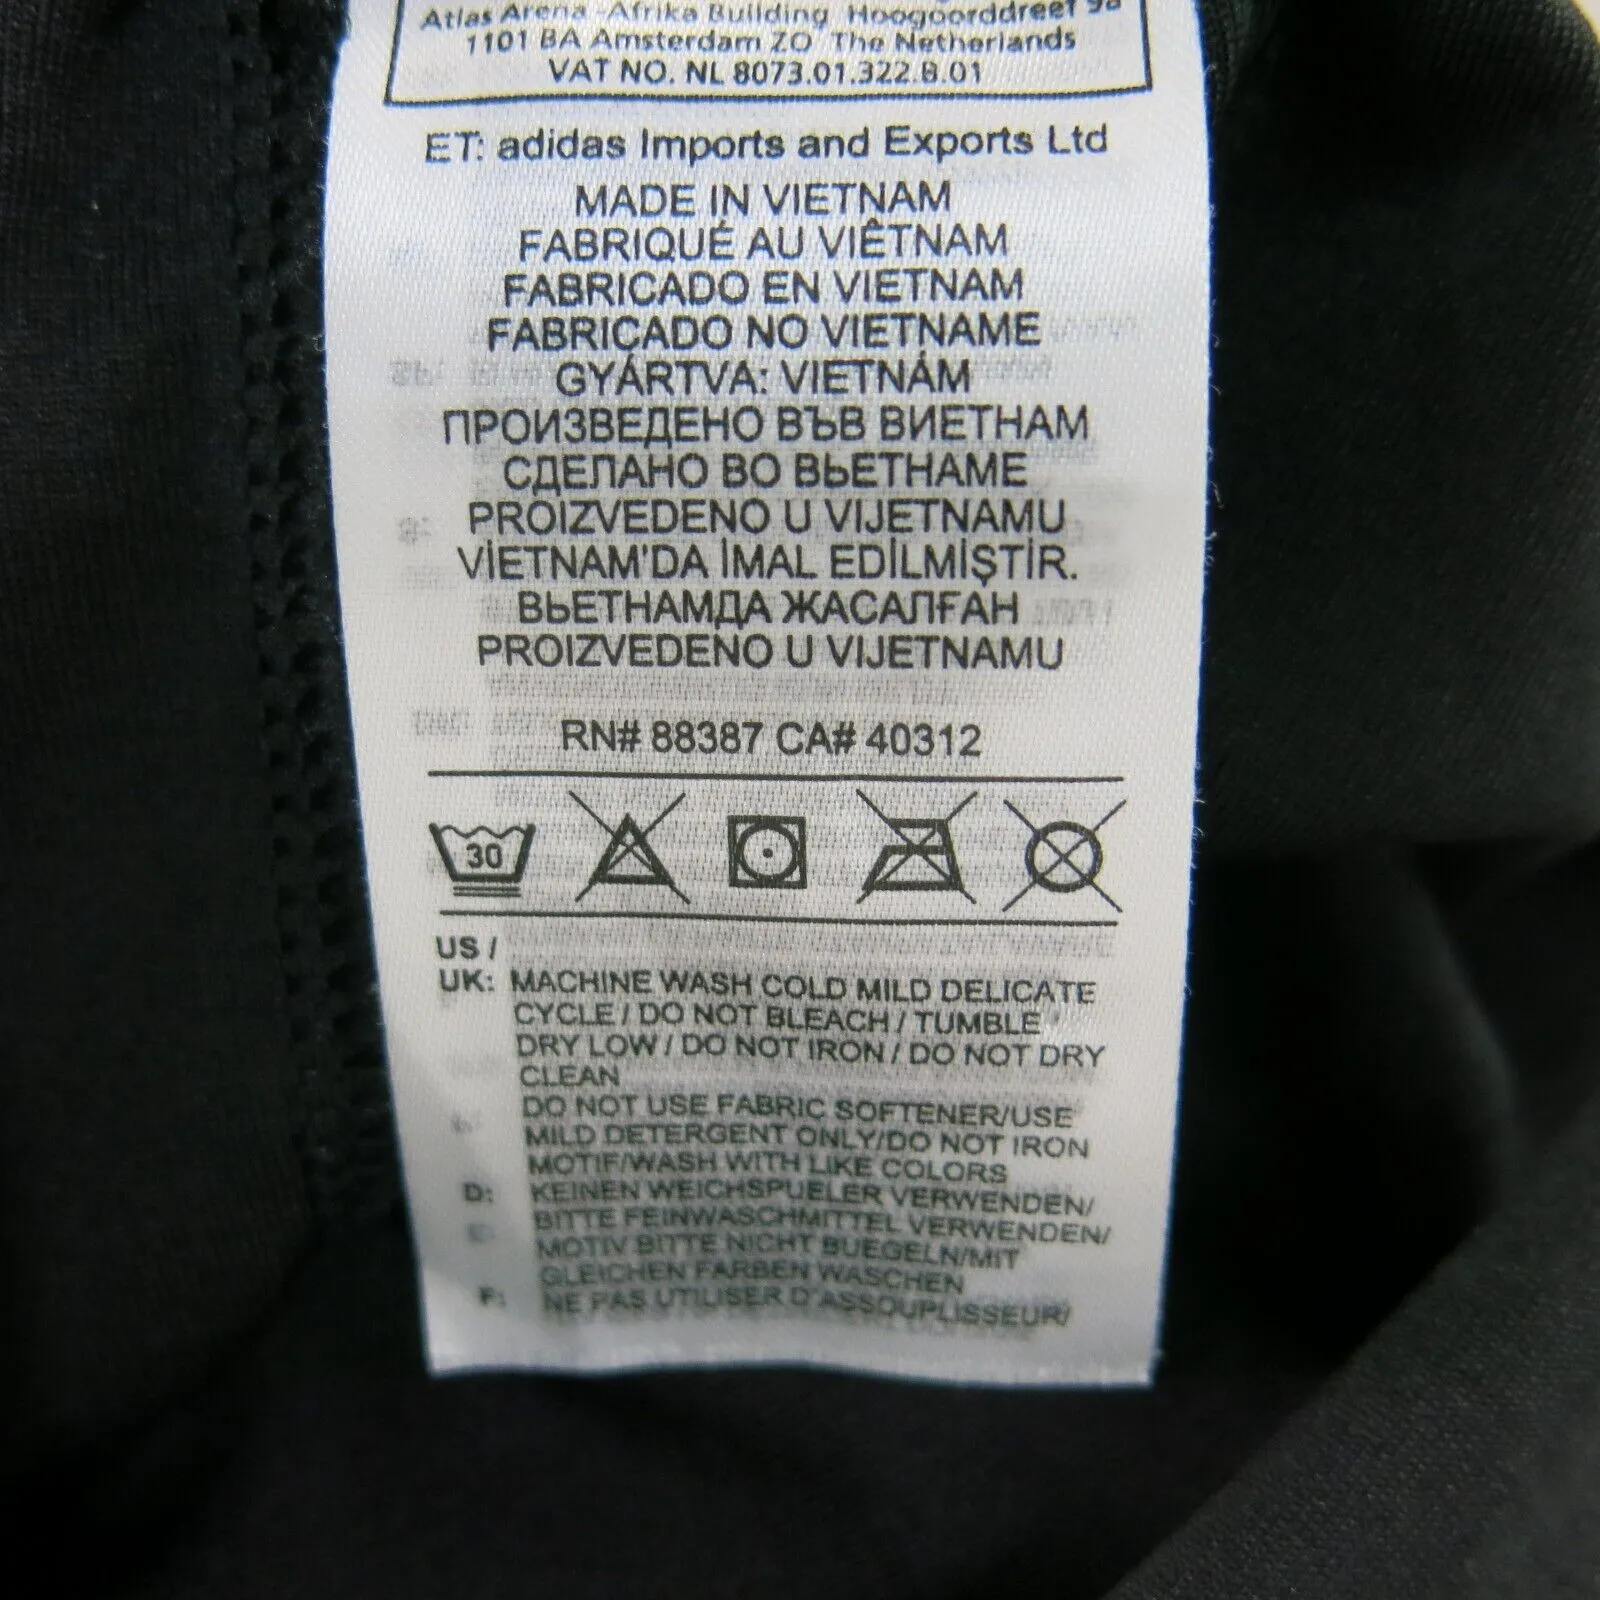 Atlas Arena Afrika Building Hoogoorddreef 9a
1101 BA Amsterdam ZO The Netherlands
VAT NO. NL 8073.01.322.B.01
ET: adidas Imports and Exports Ltd
MADE IN VIETNAM
FABRIQUÉ AU VIÊTNAM
FABRICADO EN VIETNAM
FABRICADO NO VIETNAME
GYÁRTVA: VIETNÁM
ПРОИЗВЕДЕНО ВЪВ ВИЕТНАМ
СДЕЛАНО ВО ВЬЕТНАМЕ
PROIZVEDENO U VIJETNAMU
VİETNAM'DA İMAL EDİLMİŞTİR.
ВЬЕТНАМДА ЖАСАЛҒАН
PROIZVEDENO U VIJETNAMU
RN# 88387 CA# 40312
30
US /
UK: MACHINE WASH COLD MILD DELICATE
CYCLE / DO NOT BLEACH / TUMBLE
DRY LOW / DO NOT IRON / DO NOT DRY
CLEAN
DO NOT USE FABRIC SOFTENER/USE
MILD DETERGENT ONLY/DO NOT IRON
MOTIF/WASH WITH LIKE COLORS
D: KEINEN WEICHSPUELER VERWENDEN/
BITTE FEINWASCHMITTEL VERWENDEN/
MOTIV BITTE NICHT BUEGELN/MIT
GLEICHEN FARBEN WASCHEN
F: NE PAS UTILISER D'ASSOUPLISSEUR/